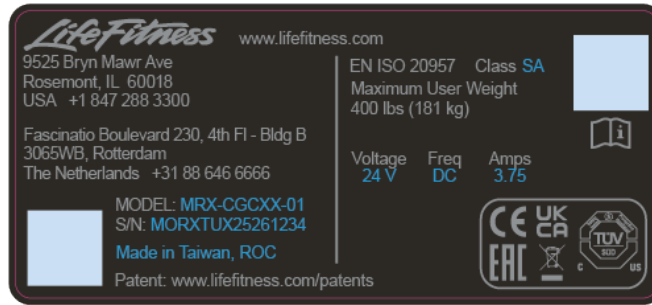 LifeFitness www.lifefitness.com
9525 Bryn Mawr Ave
Rosemont, IL 60018
USA +1 847 288 3300
Fascinatio Boulevard 230, 4th Fl - Bldg B
3065WB, Rotterdam
The Netherlands +31 88 646 6666
MODEL: MRX-CGCXX-01
S/N: MORXTUX25261234
Made in Taiwan, ROC
Patent: www.lifefitness.com/patents
EN ISO 20957 Class SA
Maximum User Weight
400 lbs (181 kg)
Voltage Freq Amps
24 V DC 3.75
CE UK CA
EAC
TÜV
SÜD
C US